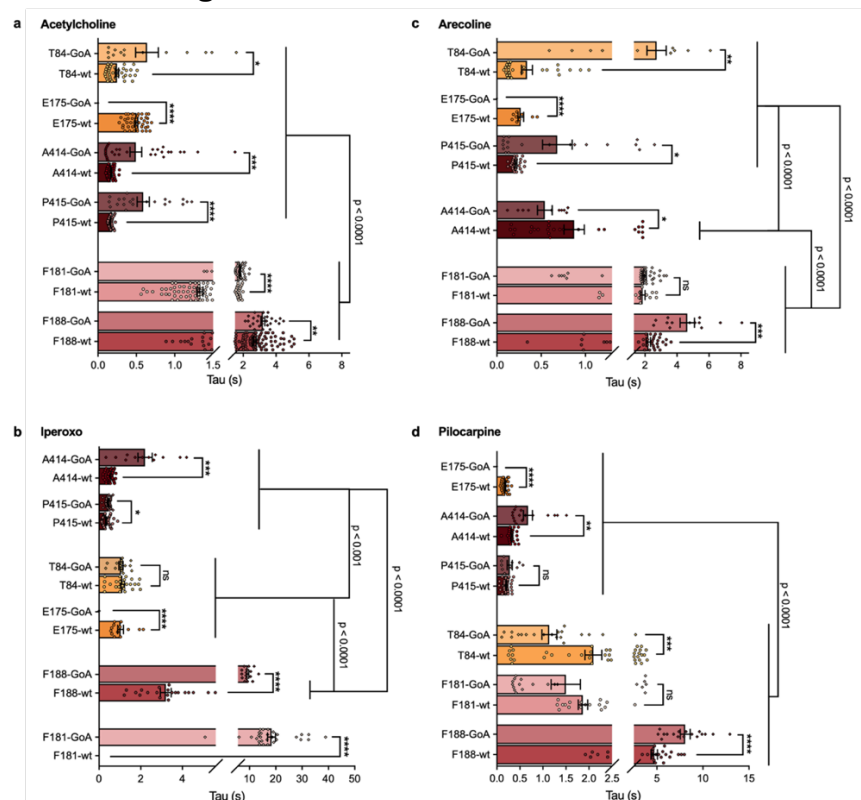 a Acetylcholine
T84-GoA
T84-wt
*
E175-GoA
E175-wt
****
A414-GoA
A414-wt
***
P415-GoA
P415-wt
****
F181-GoA
F181-wt
****
F188-GoA
F188-wt
**
p < 0.0001
0.0 0.5 1.0 1.5 2 4 6 8
Tau (s)
c Arecoline
T84-GoA
T84-wt
**
E175-GoA
E175-wt
****
P415-GoA
P415-wt
*
A414-GoA
A414-wt
*
F181-GoA
F181-wt
ns
F188-GoA
F188-wt
***
p < 0.0001
p < 0.0001
p < 0.0001
0.0 0.5 1.0 2 4 6 8
Tau (s)
b Iperoxo
A414-GoA
A414-wt
***
P415-GoA
P415-wt
*
T84-GoA
T84-wt
ns
E175-GoA
E175-wt
****
F188-GoA
F188-wt
****
F181-GoA
F181-wt
****
p < 0.001
p < 0.0001
p < 0.0001
0 2 4 10 20 30 40 50
Tau (s)
d Pilocarpine
E175-GoA
E175-wt
****
A414-GoA
A414-wt
**
P415-GoA
P415-wt
ns
T84-GoA
T84-wt
***
F181-GoA
F181-wt
ns
F188-GoA
F188-wt
****
p < 0.0001
0.0 0.5 1.0 1.5 2.0 2.5 5 10 15
Tau (s)